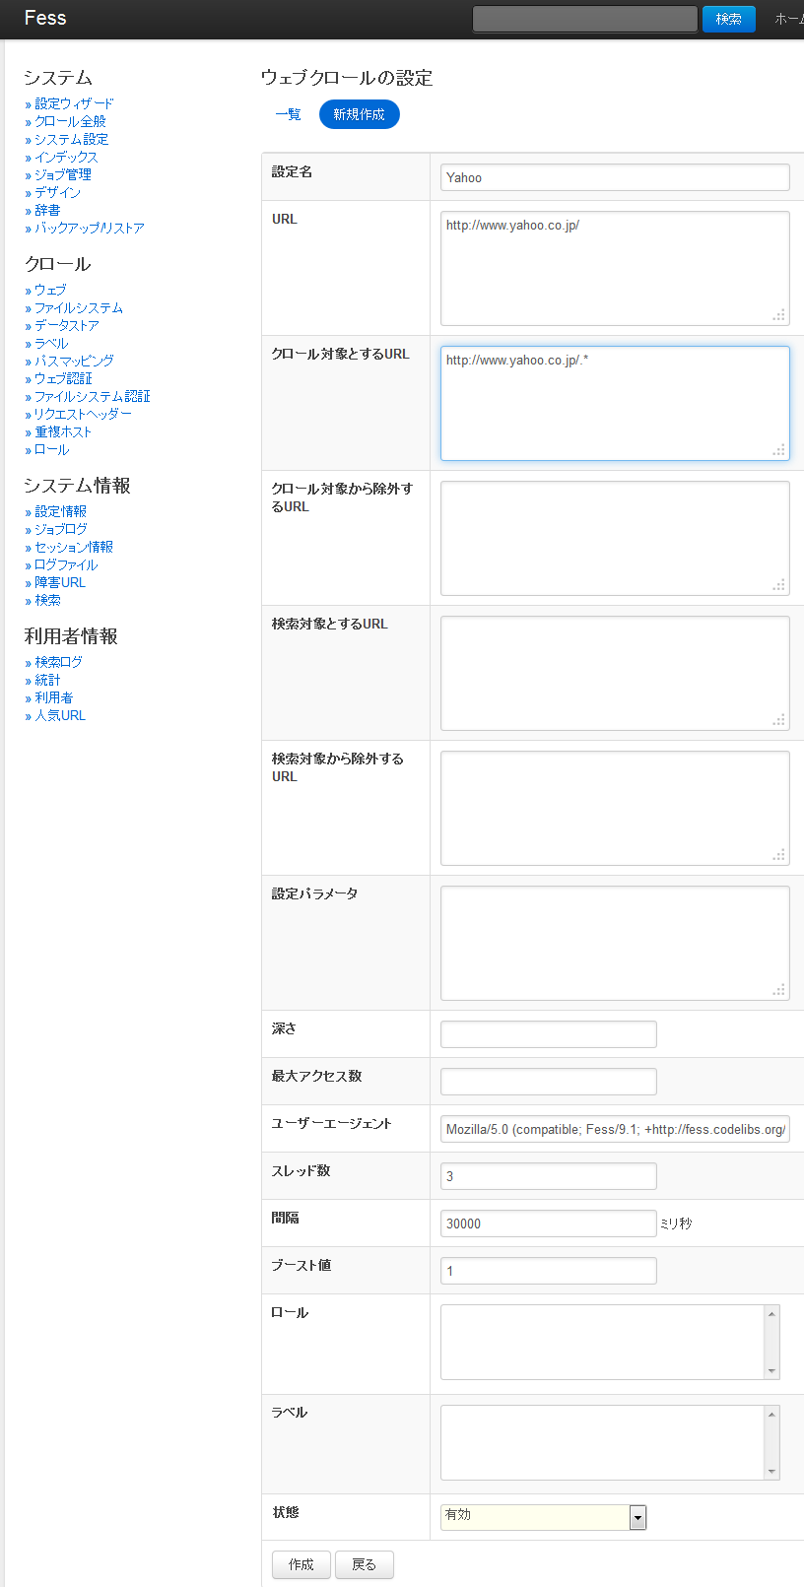 Fess
検索
ホーム
システム
» 設定ウィザード
» クロール全般
» システム設定
» インデックス
» ジョブ管理
» デザイン
» 辞書
» バックアップ/リストア
クロール
» ウェブ
» ファイルシステム
» データストア
» ラベル
» パスマッピング
» ウェブ認証
» ファイルシステム認証
» リクエストヘッダー
» 重複ホスト
» ロール
システム情報
» 設定情報
» ジョブログ
» セッション情報
» ログファイル
» 障害URL
» 検索
利用者情報
» 検索ログ
» 統計
» 利用者
» 人気URL
ウェブクロールの設定
一覧
新規作成
設定名
Yahoo
URL
http://www.yahoo.co.jp/
クロール対象とするURL
http://www.yahoo.co.jp/.*
クロール対象から除外す
るURL
検索対象とするURL
検索対象から除外する
URL
設定パラメータ
深さ
最大アクセス数
ユーザーエージェント
Mozilla/5.0 (compatible; Fess/9.1; +http://fess.codelibs.org/
スレッド数
3
間隔
30000 ミリ秒
ブースト値
1
ロール
ラベル
状態
有効
作成
戻る